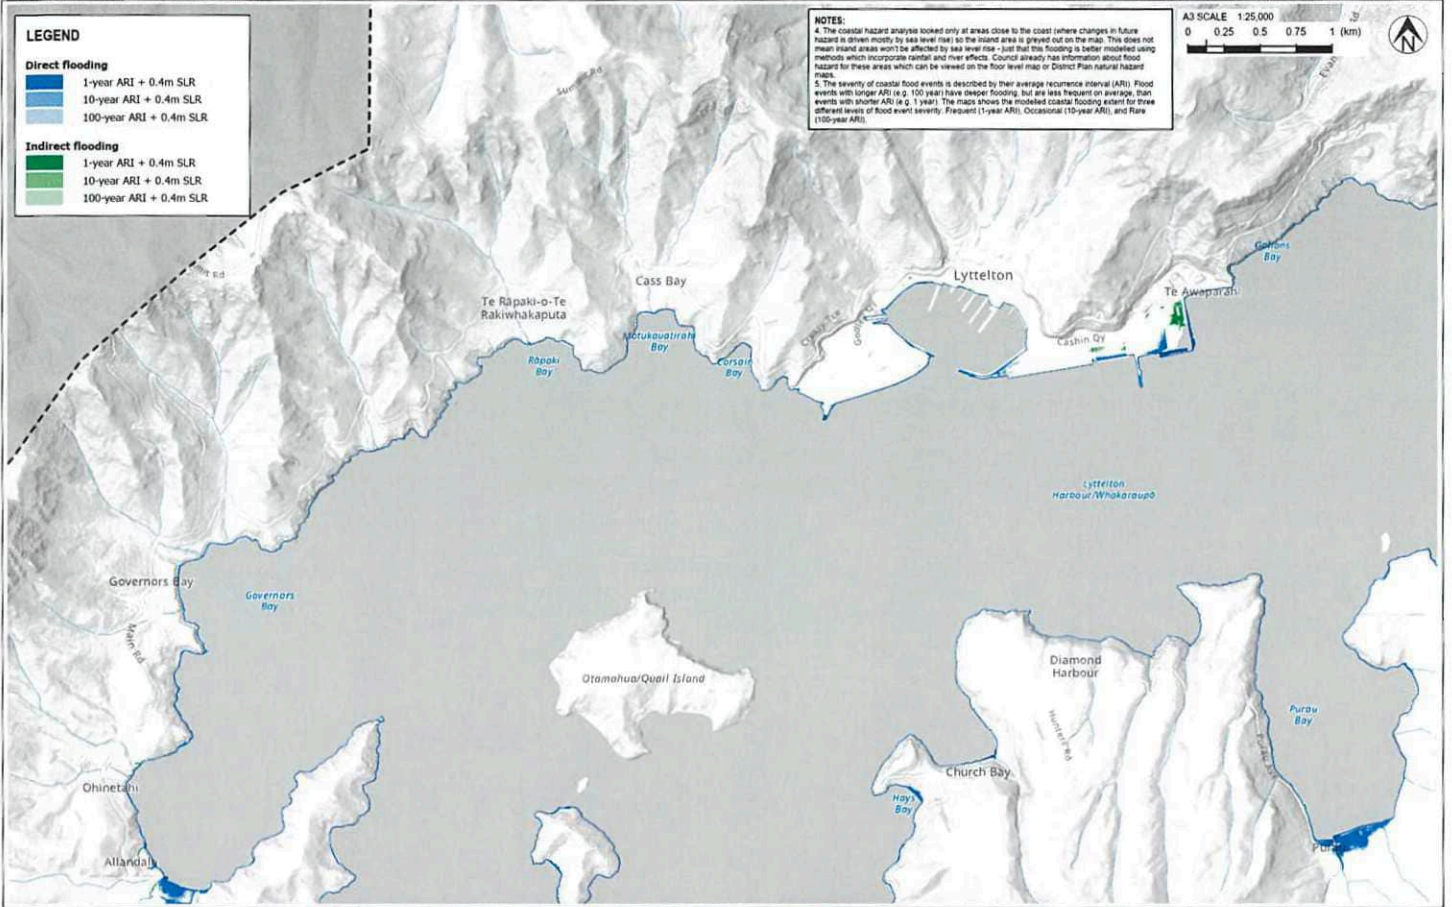 LEGEND
Direct flooding
1-year ARI + 0.4m SLR
10-year ARI + 0.4m SLR
100-year ARI + 0.4m SLR
Indirect flooding
1-year ARI + 0.4m SLR
10-year ARI + 0.4m SLR
100-year ARI + 0.4m SLR
NOTES:
4. The coastal hazard analysis looked only at areas close to the coast (where changes in future
hazard is driven mostly by sea level rise) so the inland area is greyed out on the map. This does not
mean inland areas won't be affected by sea level rise - just that this flooding is better modelled using
methods which incorporate rainfall and river effects. Council already has information about flood
hazard for these areas which can be viewed on the floor level map or District Plan natural hazard
maps.
5. The severity of coastal flood events is described by their average recurrence interval (ARI). Flood
events with longer ARI (e.g. 100 year) have deeper flooding, but are less frequent on average, than
events with shorter ARI (e.g. 1 year). The maps shows the modelled coastal flooding extent for three
different levels of flood event severity: Frequent (1-year ARI), Occasional (10-year ARI), and Rare
(100-year ARI).
A3 SCALE 1:25,000
0 0.25 0.5 0.75 1 (km)
N
Rd
Evan
Summit Rd
t Rd
Gollans
Bay
Lyttelton
Cass Bay
Te Awaparahi
Te Rāpaki-o-Te
Rakiwhakaputa
Motukauatirahi
Bay
Cashin Qy
Rāpaki
Bay
Corsair
Bay
Lyttelton
Harbour/Whakaraupō
Governors Bay
Governors
Bay
Main Rd
Diamond
Harbour
Otamahua/Quail Island
Purau
Bay
Hunters Rd
Church Bay
Ohinetahi
Hays
Bay
Allandale